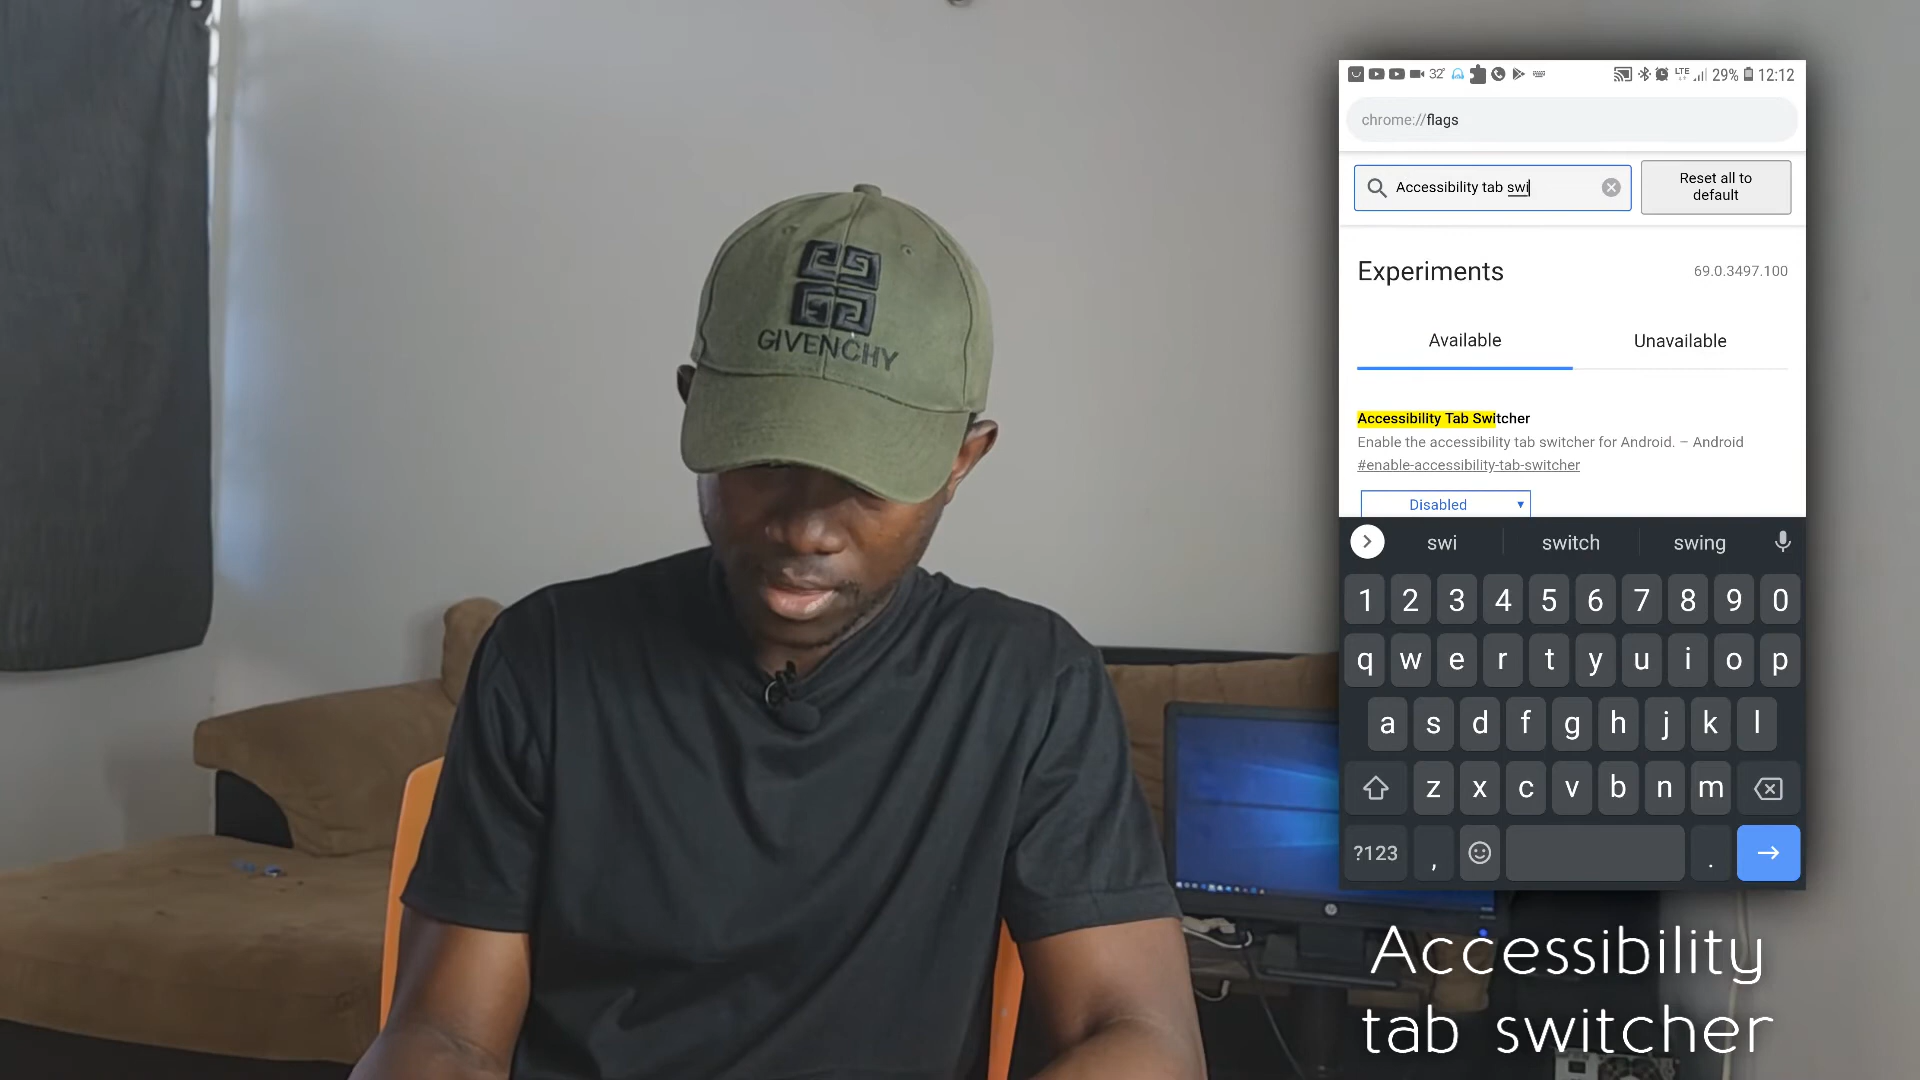 GIVENCHY
32°
LTE
29%
12:12
chrome://flags
Accessibility tab swi
Reset all to
default
Experiments
69.0.3497.100
Available
Unavailable
Accessibility Tab Switcher
Enable the accessibility tab switcher for Android. – Android
#enable-accessibility-tab-switcher
Disabled
swi
switch
swing
1 2 3 4 5 6 7 8 9 0
q w e r t y u i o p
a s d f g h j k l
z x c v b n m
?123 , .
hp
Accessibility
tab switcher